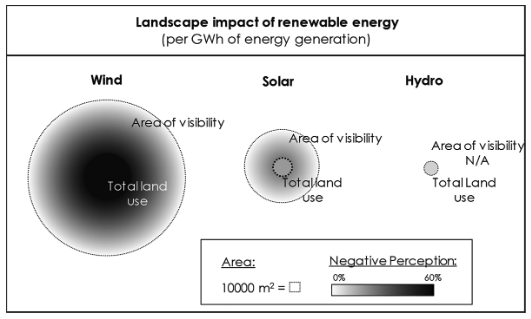 Landscape impact of renewable energy
(per GWh of energy generation)
Wind
Solar
Hydro
Area of visibility
Total land
use
Area of visibility
Total land
use
Area of visibility
N/A
Total Land
use
Area:
10000 m² =
Negative Perception:
0%
60%